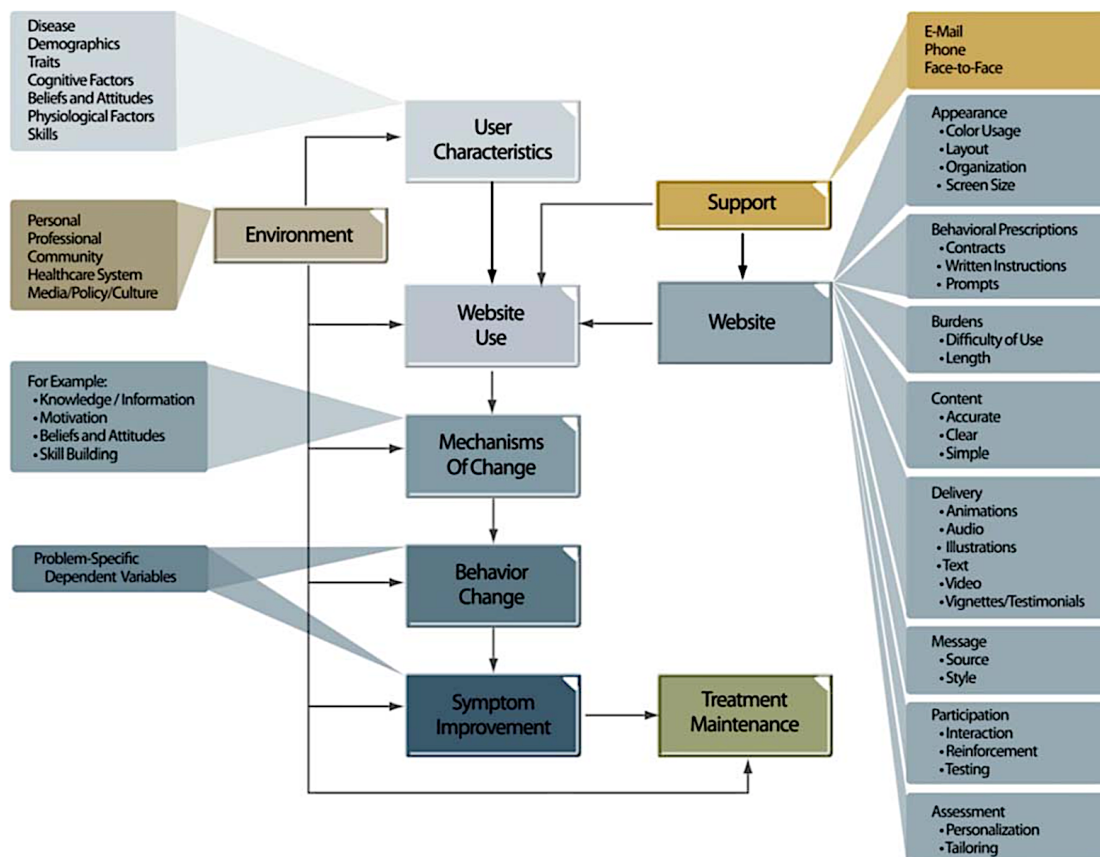 Disease
Demographics
Traits
Cognitive Factors
Beliefs and Attitudes
Physiological Factors
Skills
User
Characteristics
Personal
Professional
Community
Healthcare System
Media/Policy/Culture
Environment
Support
E-Mail
Phone
Face-to-Face
Website
Use
Website
For Example:
• Knowledge / Information
• Motivation
• Beliefs and Attitudes
• Skill Building
Mechanisms
Of Change
Problem-Specific
Dependent Variables
Behavior
Change
Symptom
Improvement
Treatment
Maintenance
Appearance
• Color Usage
• Layout
• Organization
• Screen Size
Behavioral Prescriptions
• Contracts
• Written Instructions
• Prompts
Burdens
• Difficulty of Use
• Length
Content
• Accurate
• Clear
• Simple
Delivery
• Animations
• Audio
• Illustrations
• Text
• Video
• Vignettes/Testimonials
Message
• Source
• Style
Participation
• Interaction
• Reinforcement
• Testing
Assessment
• Personalization
• Tailoring